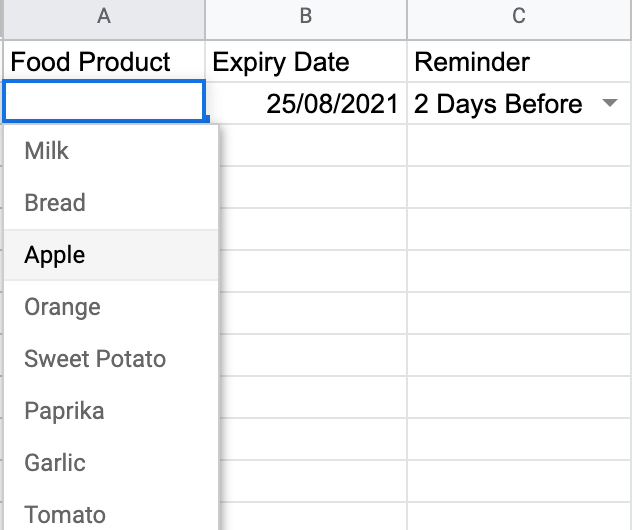 A B C
Food Product Expiry Date Reminder
25/08/2021 2 Days Before
Milk
Bread
Apple
Orange
Sweet Potato
Paprika
Garlic
Tomato